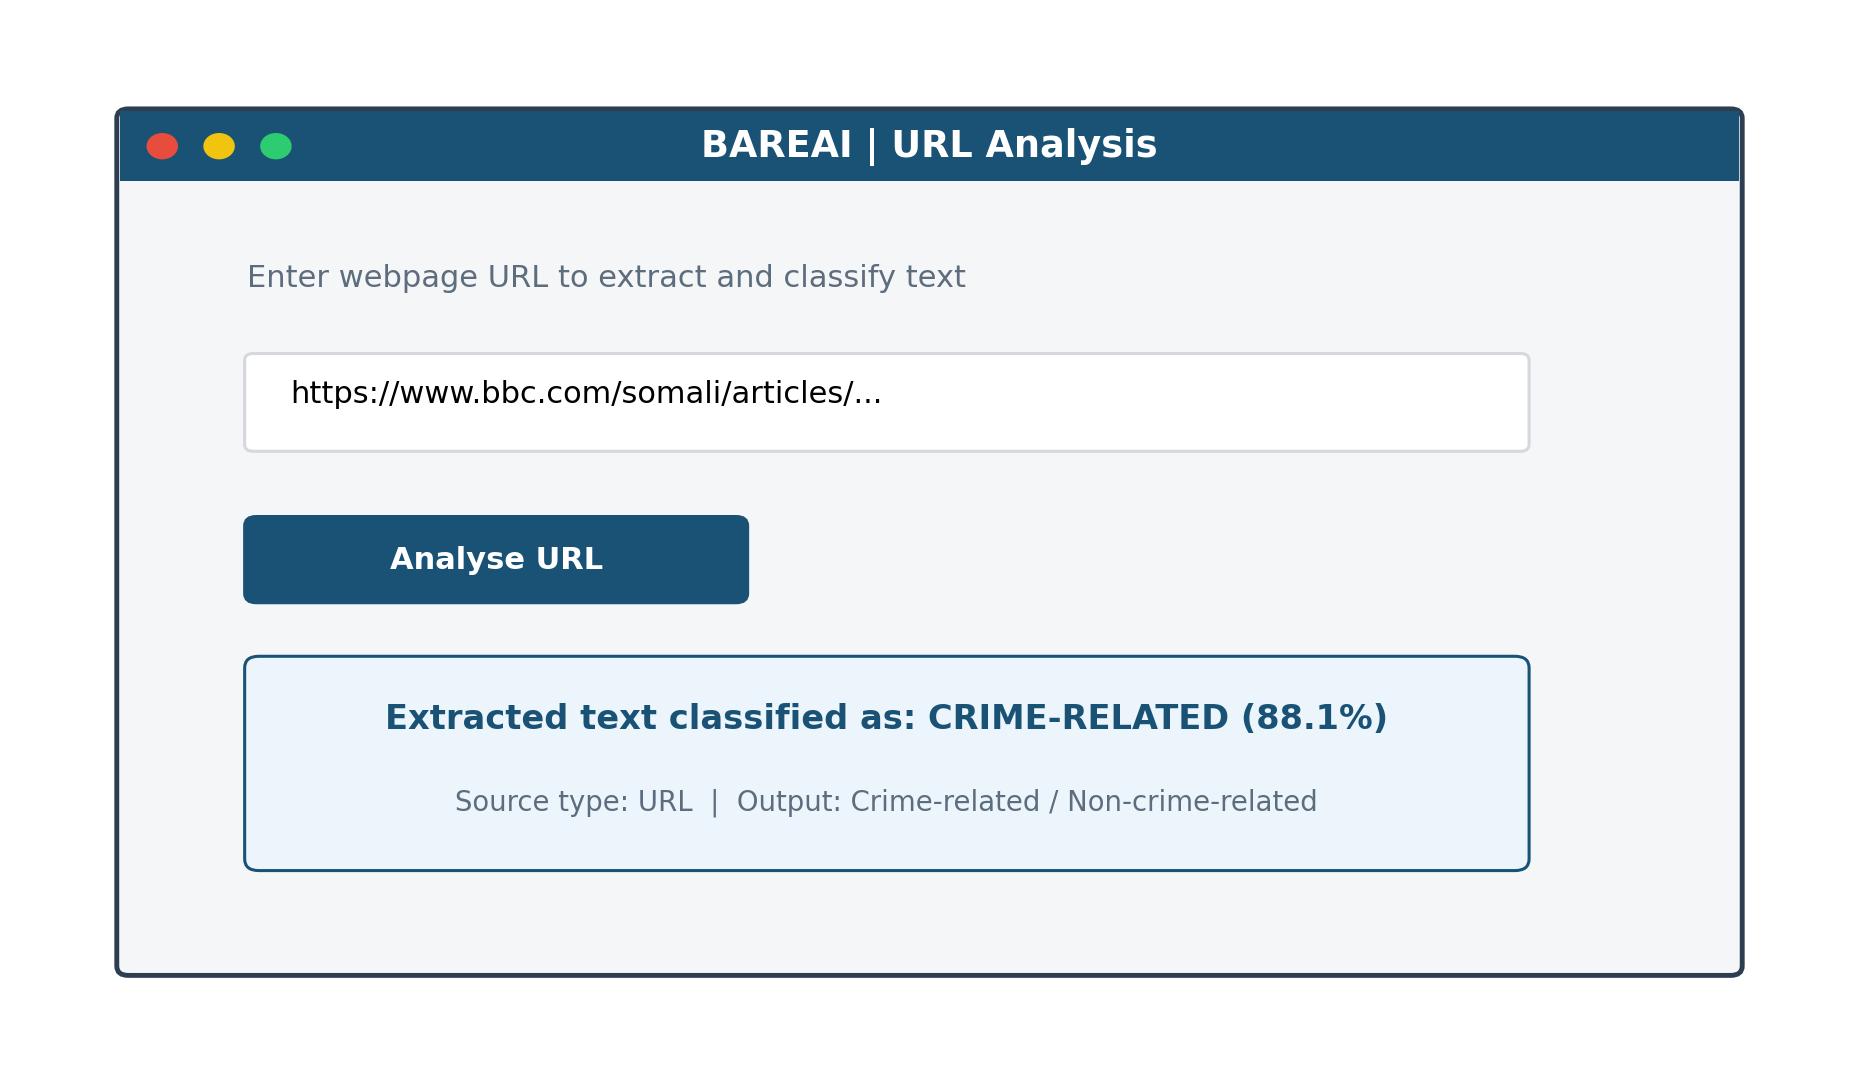 BAREAI | URL Analysis
Enter webpage URL to extract and classify text
https://www.bbc.com/somali/articles/...
Analyse URL
Extracted text classified as: CRIME-RELATED (88.1%)
Source type: URL | Output: Crime-related / Non-crime-related